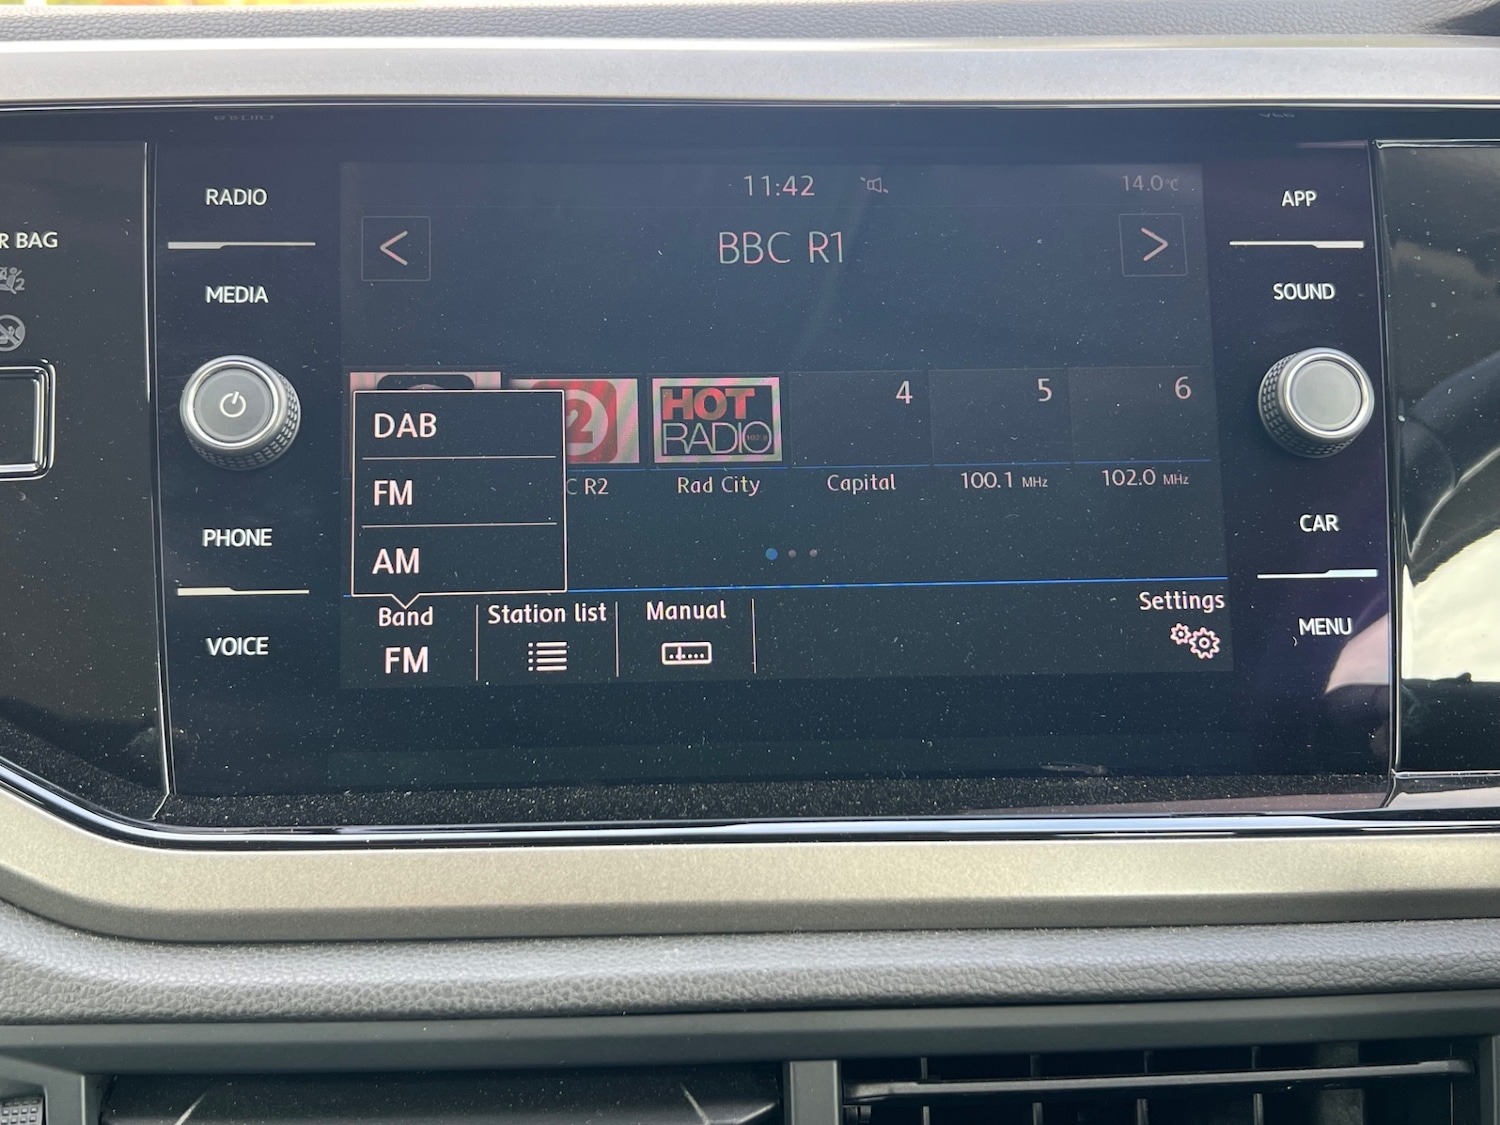 RADIO
11:42
14.0°C
APP
R BAG
BBC R1
MEDIA
SOUND
DAB
2
HOT
RADIO
4
5
6
FM
C R2
Rad City
Capital
100.1 MHz
102.0 MHz
PHONE
CAR
AM
Band
Station list
Manual
Settings
VOICE
FM
MENU